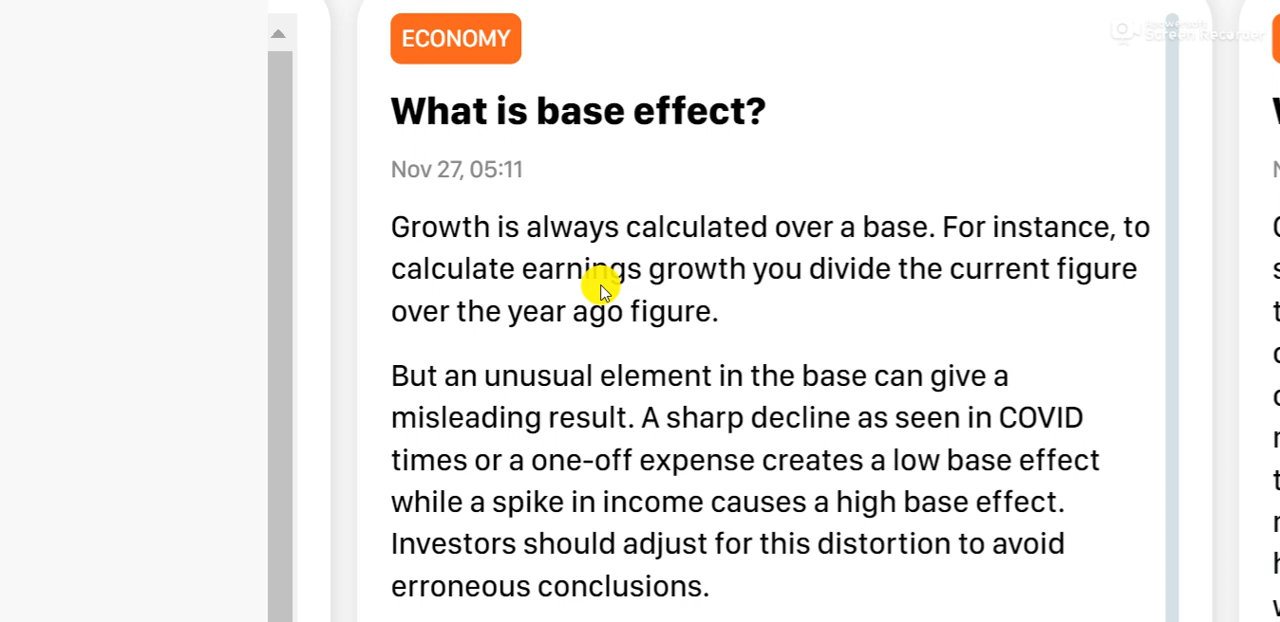 ECONOMY
What is base effect?
Nov 27, 05:11
Growth is always calculated over a base. For instance, to
calculate earnings growth you divide the current figure
over the year ago figure.
But an unusual element in the base can give a
misleading result. A sharp decline as seen in COVID
times or a one-off expense creates a low base effect
while a spike in income causes a high base effect.
Investors should adjust for this distortion to avoid
erroneous conclusions.
Screen Recorder